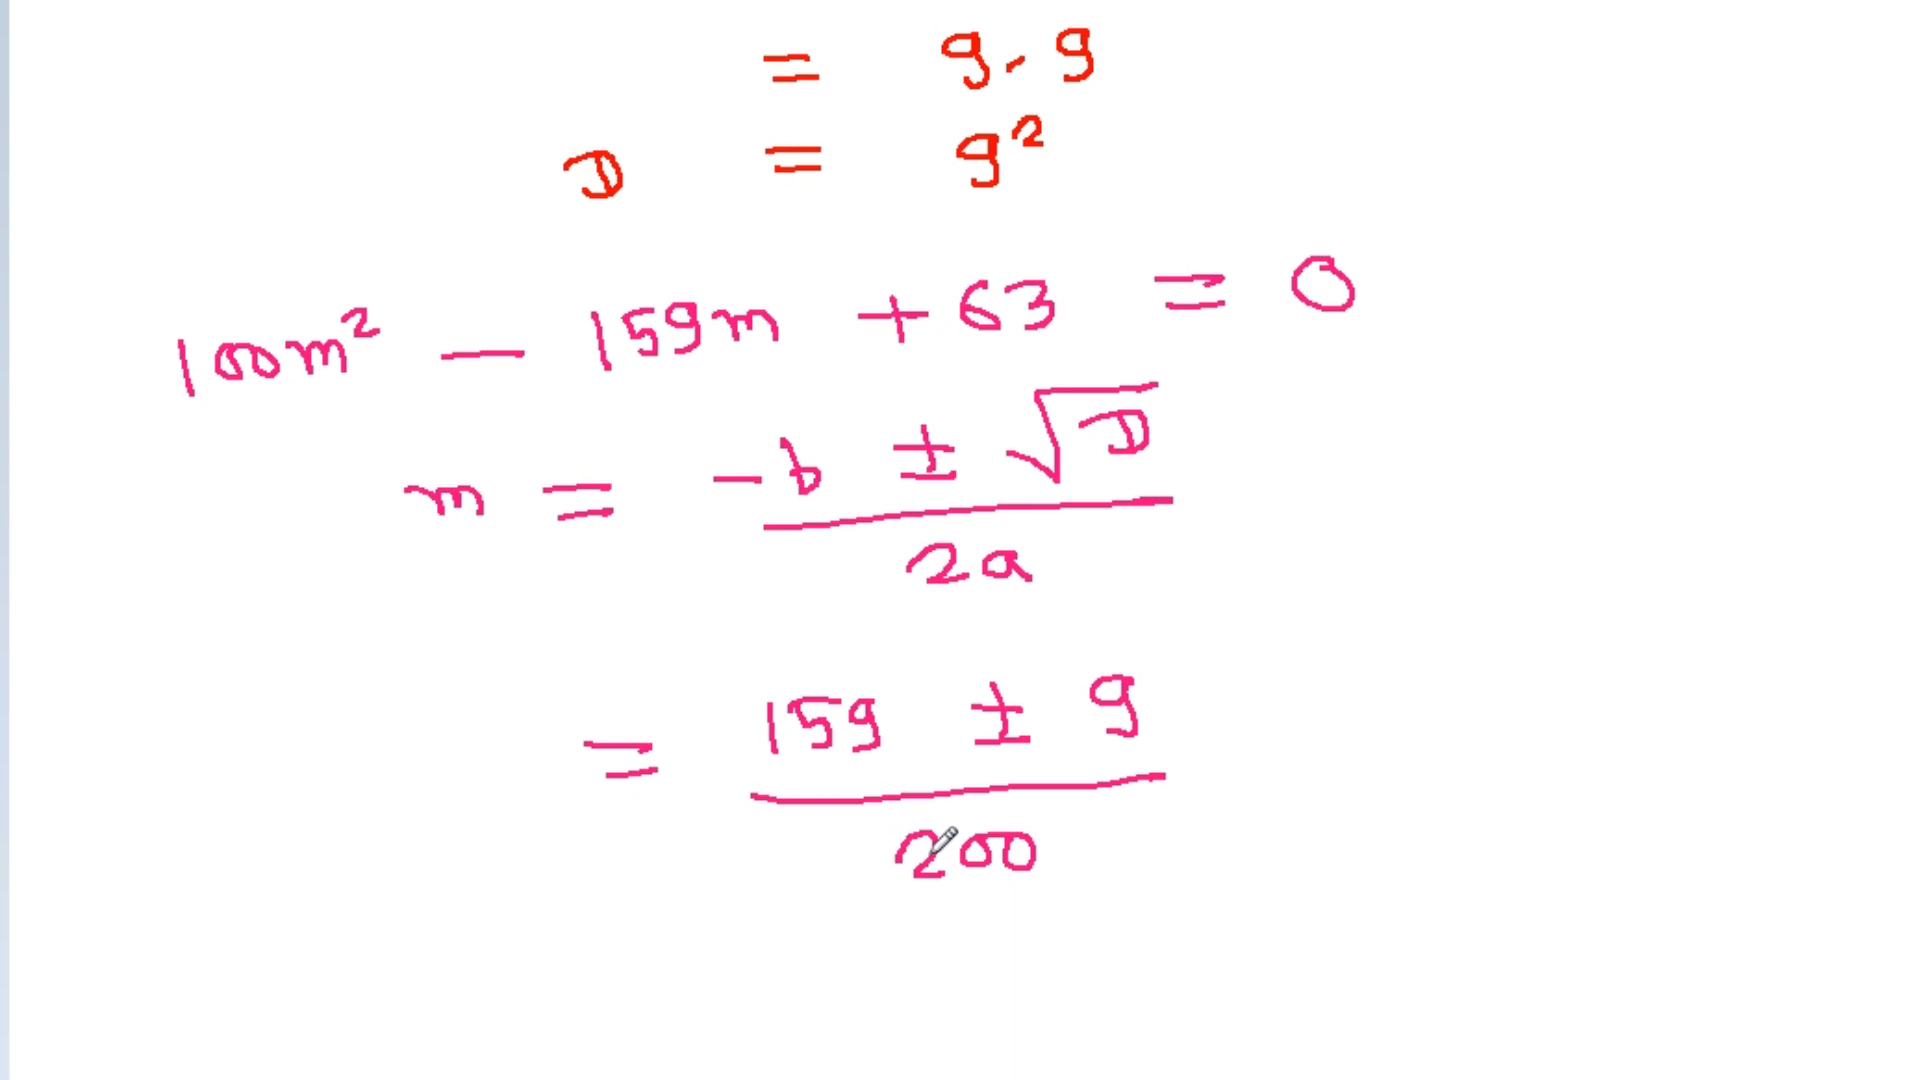 = 9.9
D = 9²
100m² - 159m + 63 = 0
m = -b ± √D
2a
= 159 ± 9
200